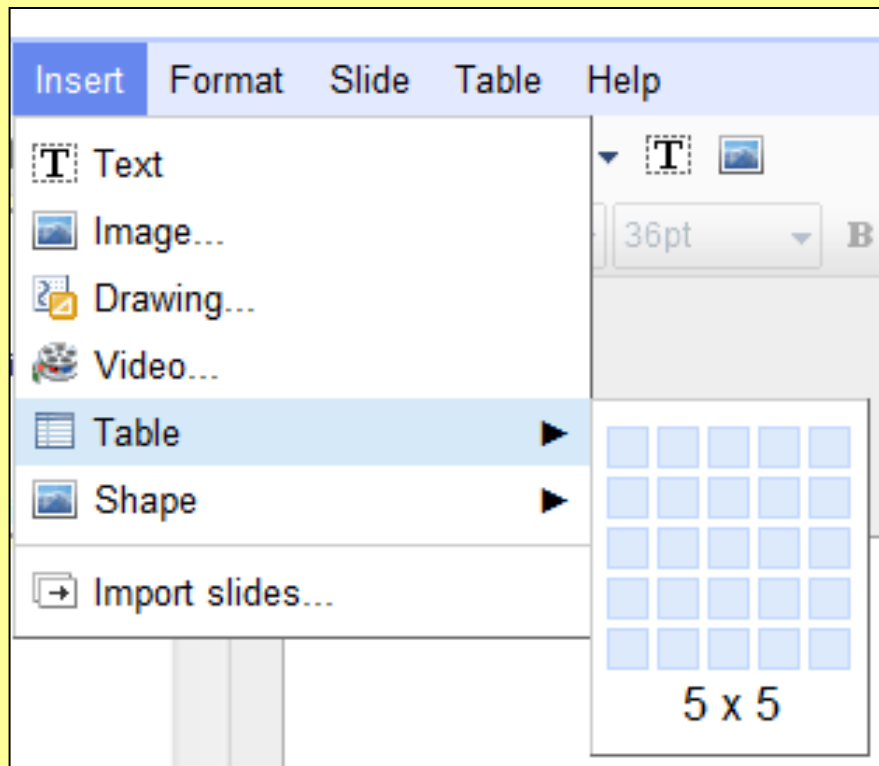 Insert Format Slide Table Help
T Text
T
Image...
36pt B
Drawing...
Video...
Table
Shape
Import slides...
5 x 5